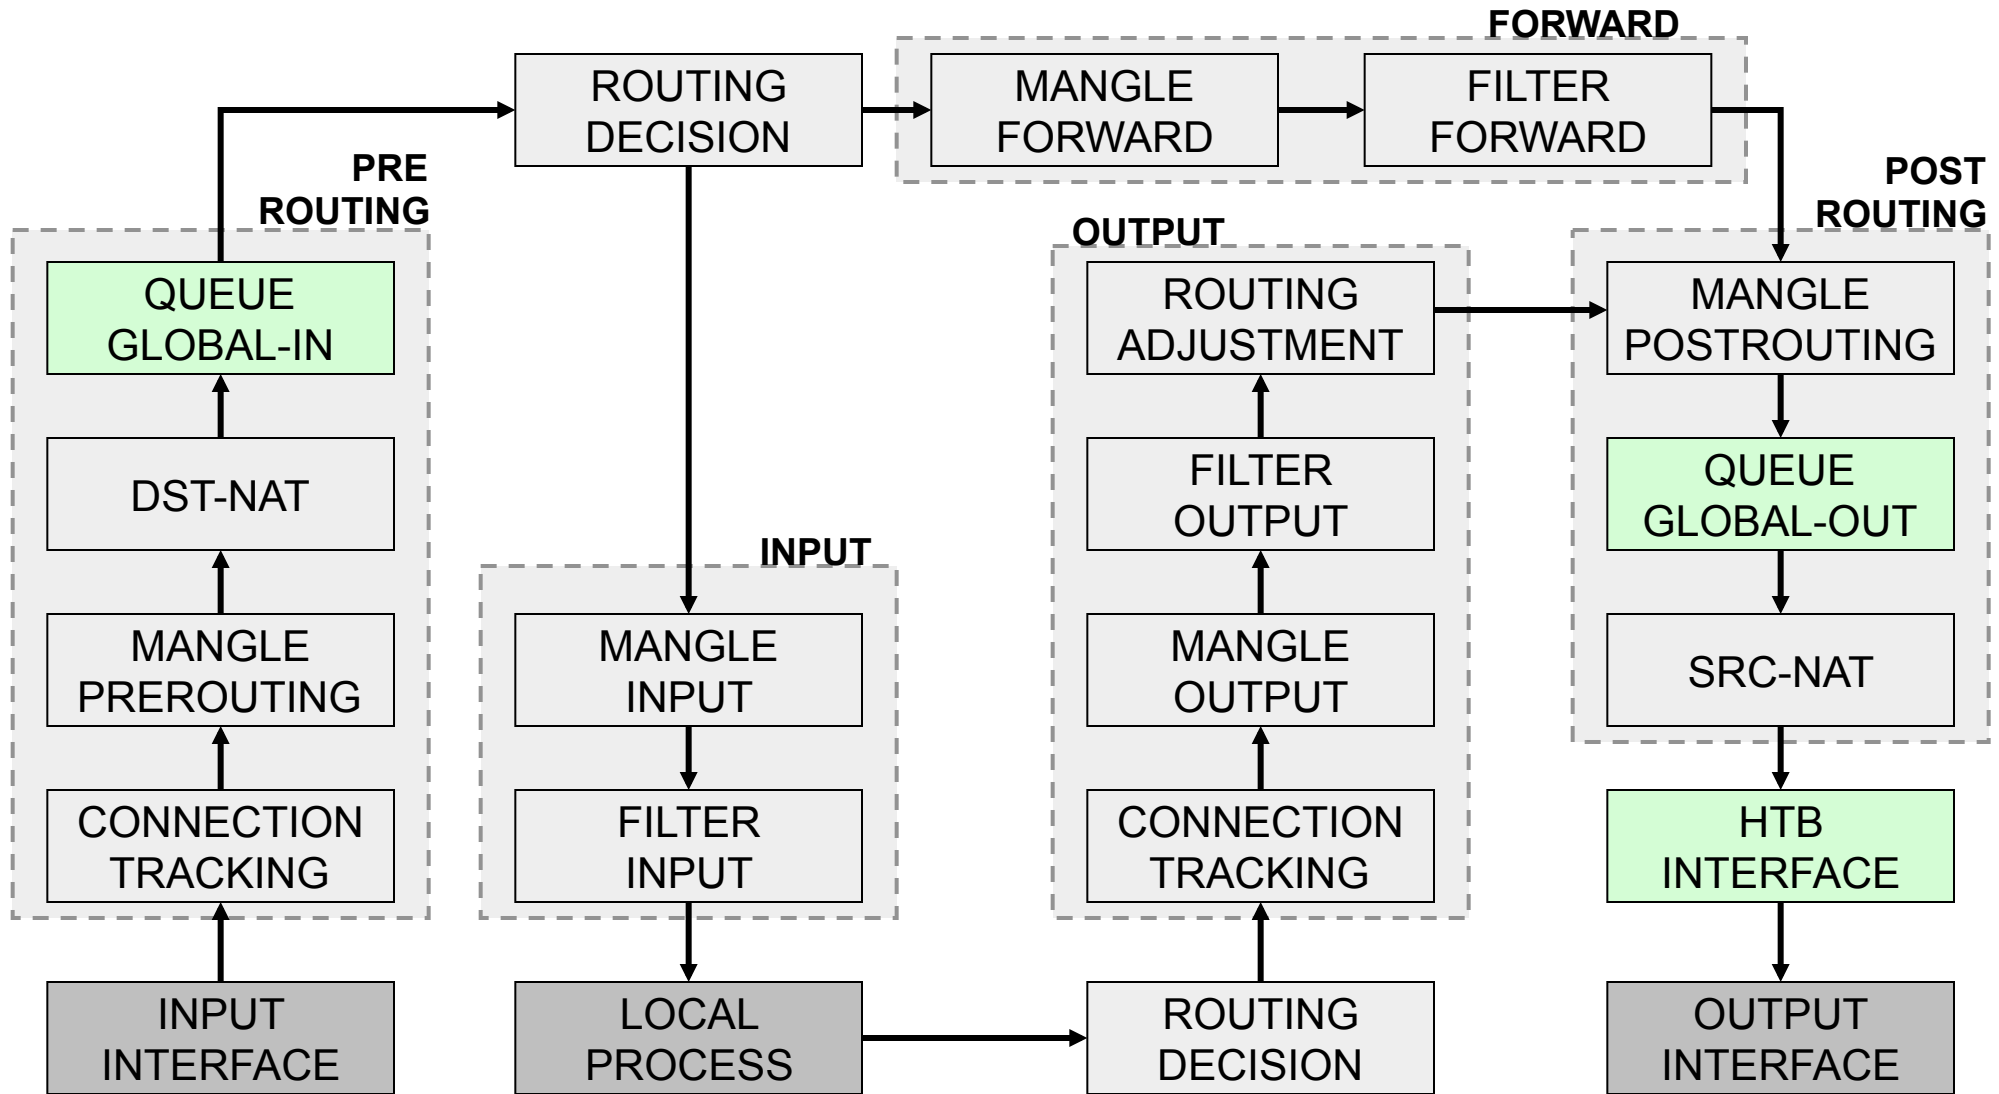 FORWARD
ROUTING
DECISION
MANGLE
FORWARD
FILTER
FORWARD
PRE
ROUTING
POST
ROUTING
OUTPUT
QUEUE
GLOBAL-IN
ROUTING
ADJUSTMENT
MANGLE
POSTROUTING
DST-NAT
FILTER
OUTPUT
QUEUE
GLOBAL-OUT
INPUT
MANGLE
PREROUTING
MANGLE
INPUT
MANGLE
OUTPUT
SRC-NAT
CONNECTION
TRACKING
FILTER
INPUT
CONNECTION
TRACKING
HTB
INTERFACE
INPUT
INTERFACE
LOCAL
PROCESS
ROUTING
DECISION
OUTPUT
INTERFACE